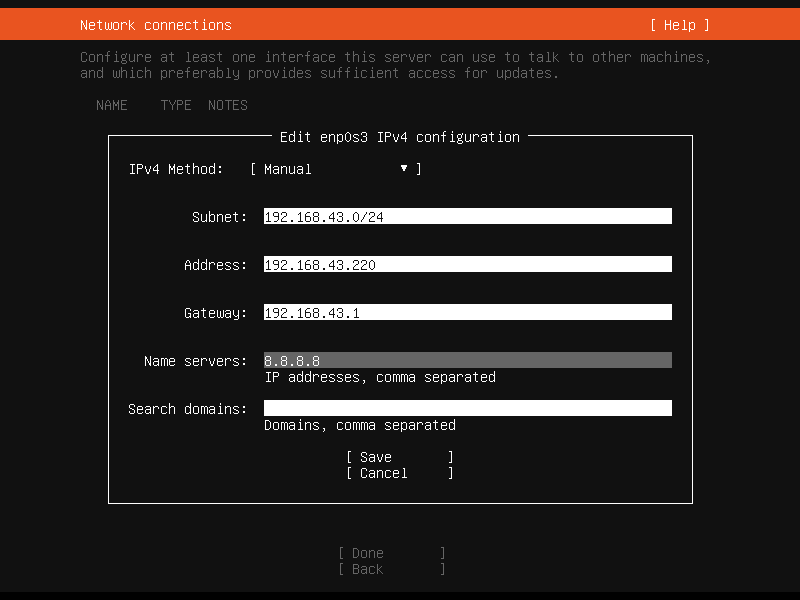 Network connections [ Help ]
Configure at least one interface this server can use to talk to other machines,
and which preferably provides sufficient access for updates.
NAME TYPE NOTES
Edit enp0s3 IPv4 configuration
IPv4 Method: [ Manual ▾ ]
Subnet: 192.168.43.0/24
Address: 192.168.43.220
Gateway: 192.168.43.1
Name servers: 8.8.8.8
IP addresses, comma separated
Search domains:
Domains, comma separated
[ Save ]
[ Cancel ]
[ Done ]
[ Back ]